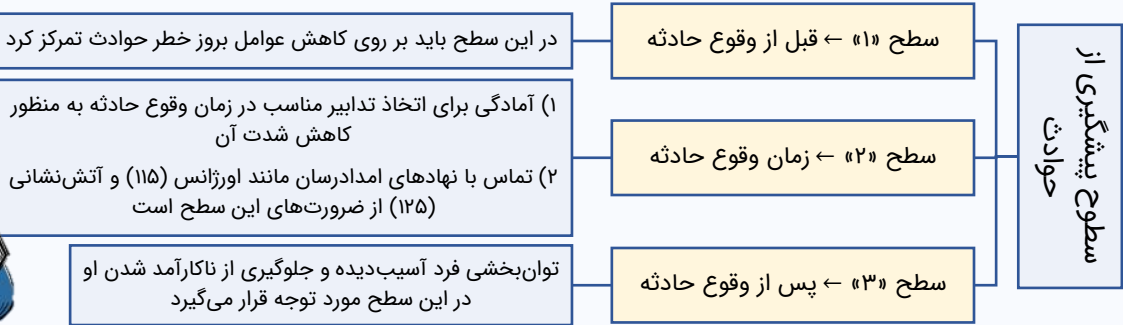 سطوح پیشگیری از
حوادث
سطح «۱» ← قبل از وقوع حادثه
در این سطح باید بر روی کاهش عوامل بروز خطر حوادث تمرکز کرد
سطح «۲» ← زمان وقوع حادثه
۱) آمادگی برای اتخاذ تدابیر مناسب در زمان وقوع حادثه به منظور
کاهش شدت آن
۲) تماس با نهادهای امدادرسان مانند اورژانس (۱۱۵) و آتش‌نشانی
(۱۲۵) از ضرورت‌های این سطح است
سطح «۳» ← پس از وقوع حادثه
توان‌بخشی فرد آسیب‌دیده و جلوگیری از ناکارآمد شدن او
در این سطح مورد توجه قرار می‌گیرد